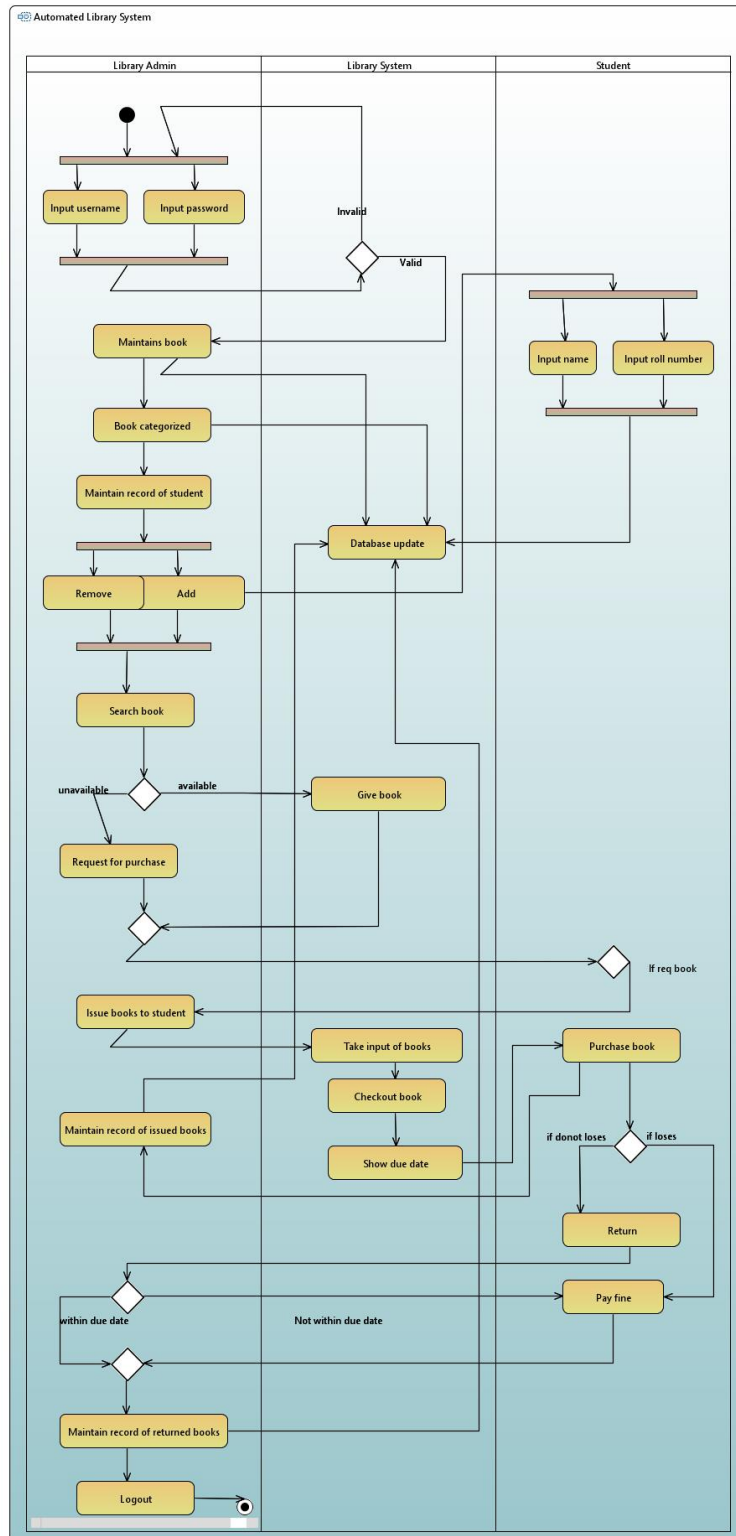 Automated Library System
Library Admin
Library System
Student
Input username
Input password
Invalid
Valid
Maintains book
Input name
Input roll number
Book categorized
Maintain record of student
Database update
Remove
Add
Search book
unavailable
available
Give book
Request for purchase
If req book
Issue books to student
Take input of books
Purchase book
Checkout book
Maintain record of issued books
if donot loses
if loses
Show due date
Return
Pay fine
within due date
Not within due date
Maintain record of returned books
Logout